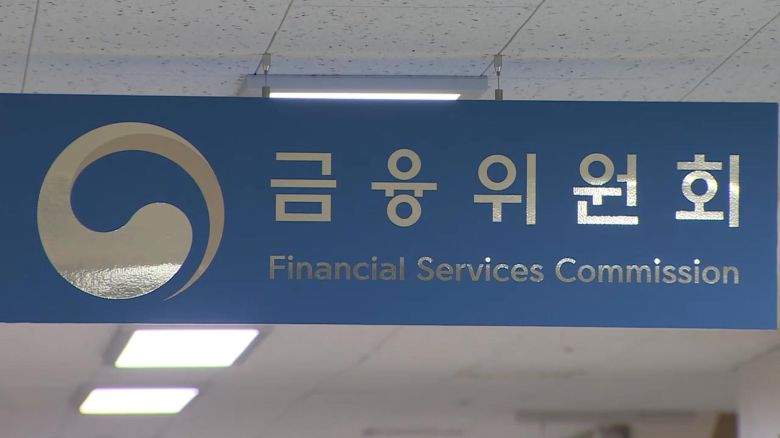 금융위원회
Financial Services Commission